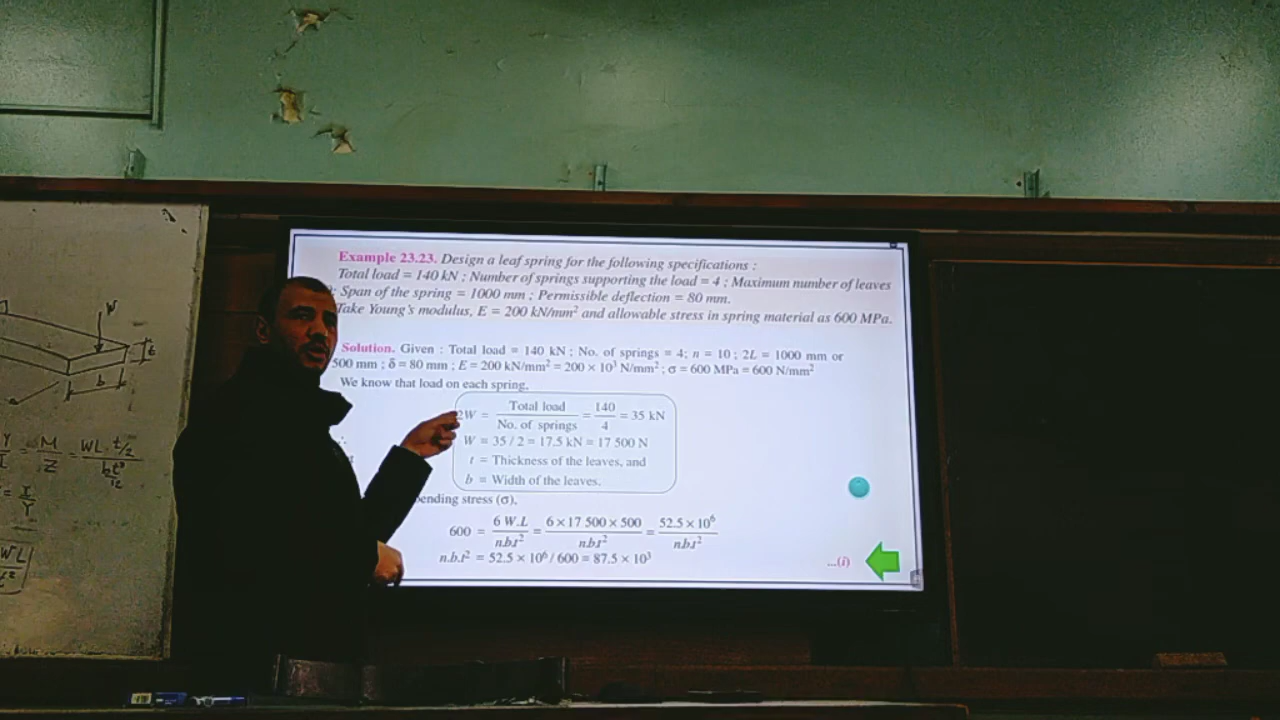 Example 23.23. Design a leaf spring for the following specifications :
Total load = 140 kN ; Number of springs supporting the load = 4 ; Maximum number of leaves
Span of the spring = 1000 mm ; Permissible deflection = 80 mm.
Take Young's modulus, E = 200 kN/mm² and allowable stress in spring material as 600 MPa.
Solution. Given : Total load = 140 kN ; No. of springs = 4; n = 10 ; 2L = 1000 mm or
500 mm ; δ = 80 mm ; E = 200 kN/mm² = 200 × 10³ N/mm² ; σ = 600 MPa = 600 N/mm²
We know that load on each spring,
2W = Total load / No. of springs = 140 / 4 = 35 kN
W = 35 / 2 = 17.5 kN = 17 500 N
t = Thickness of the leaves, and
b = Width of the leaves.
ending stress (σ),
600 = 6 W.L / n.b.t² = 6 × 17 500 × 500 / n.b.t² = 52.5 × 10⁶ / n.b.t²
n.b.t² = 52.5 × 10⁶ / 600 = 87.5 × 10³
...(i)
W
t
b
= M / Z = WL . t/2
WL